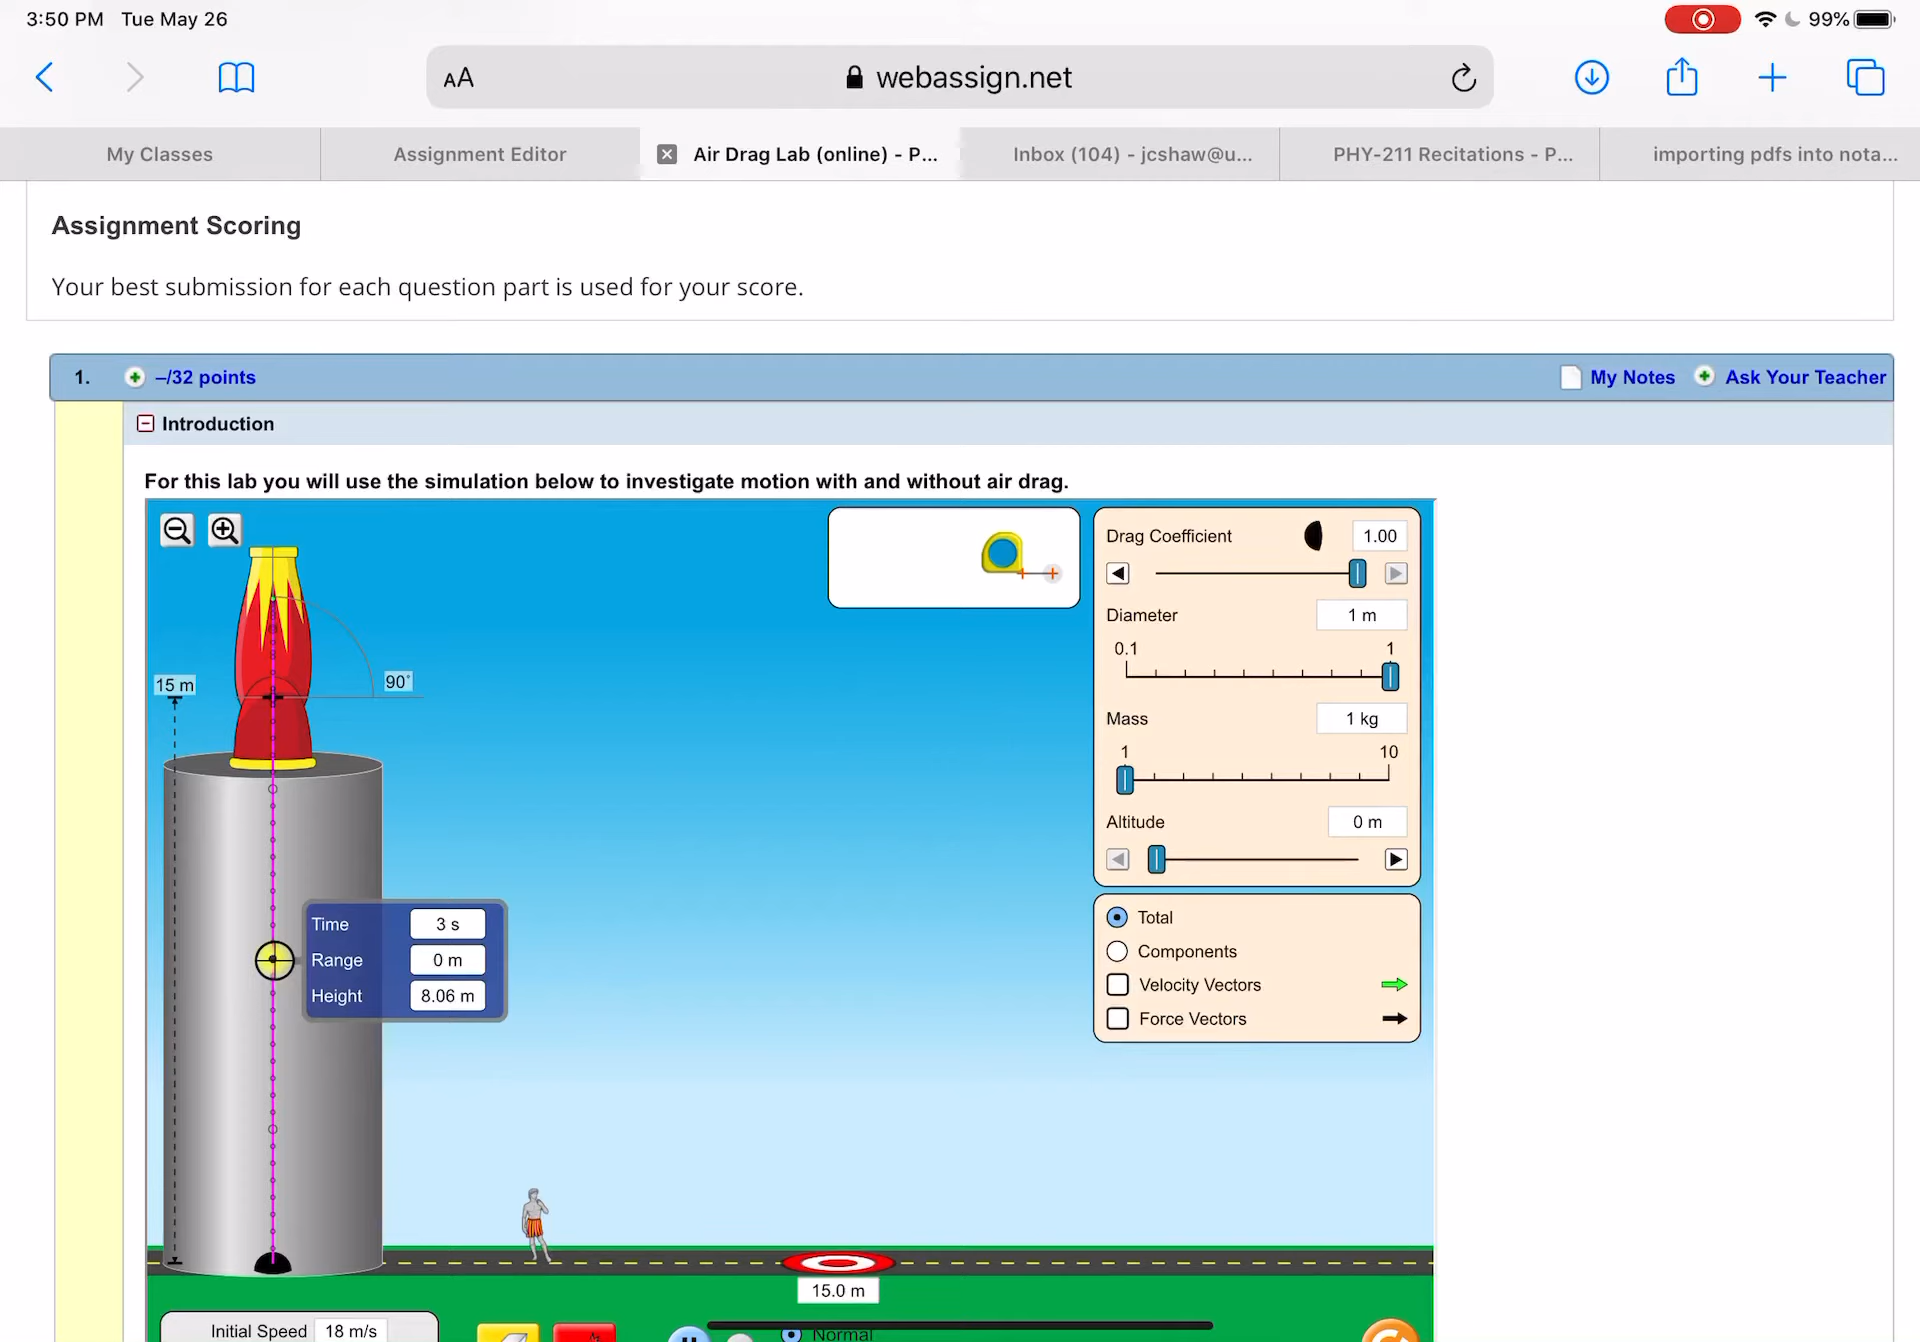 3:50 PM Tue May 26
99%
AA
webassign.net
My Classes
Assignment Editor
Air Drag Lab (online) - P...
Inbox (104) - jcshaw@u...
PHY-211 Recitations - P...
importing pdfs into nota...
Assignment Scoring
Your best submission for each question part is used for your score.
1.
–/32 points
My Notes
Ask Your Teacher
Introduction
For this lab you will use the simulation below to investigate motion with and without air drag.
Drag Coefficient
1.00
Diameter
1 m
0.1
1
Mass
1 kg
1
10
Altitude
0 m
15 m
90°
Time
3 s
Range
0 m
Height
8.06 m
Total
Components
Velocity Vectors
Force Vectors
15.0 m
Initial Speed
18 m/s
Normal